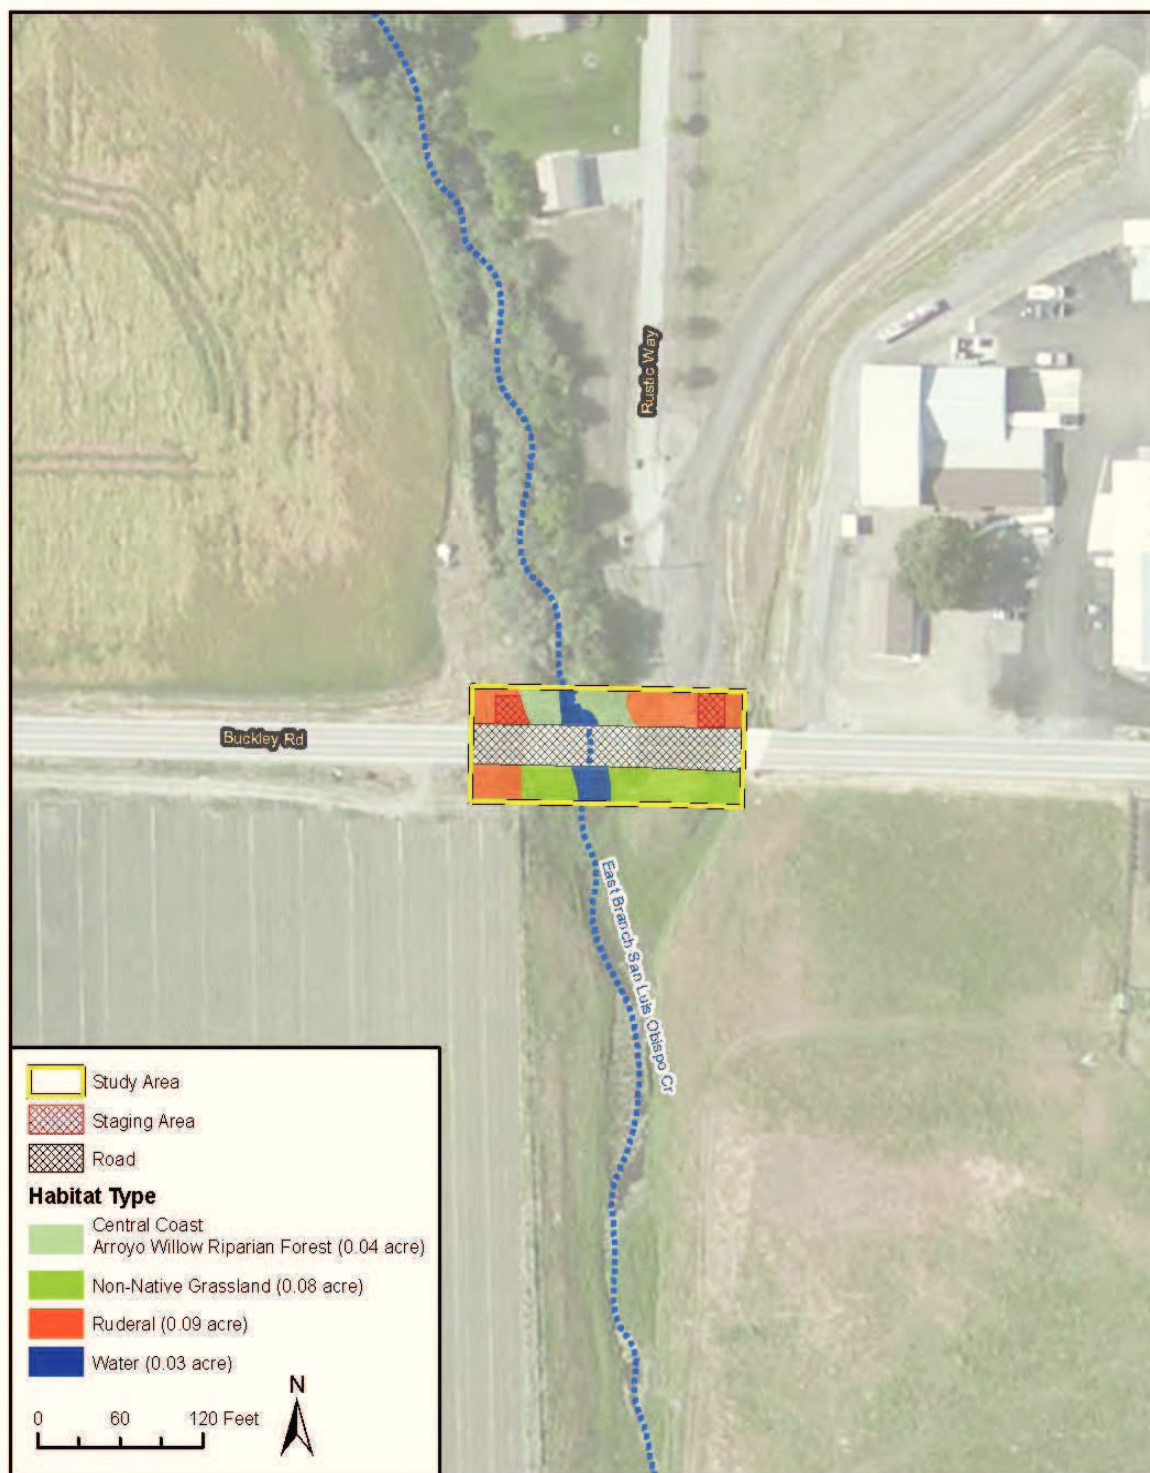 Rustic Way
Buckley Rd
East Branch San Luis Obispo Cr
Study Area
Staging Area
Road
Habitat Type
Central Coast
Arroyo Willow Riparian Forest (0.04 acre)
Non-Native Grassland (0.08 acre)
Ruderal (0.09 acre)
Water (0.03 acre)
N
0 60 120 Feet